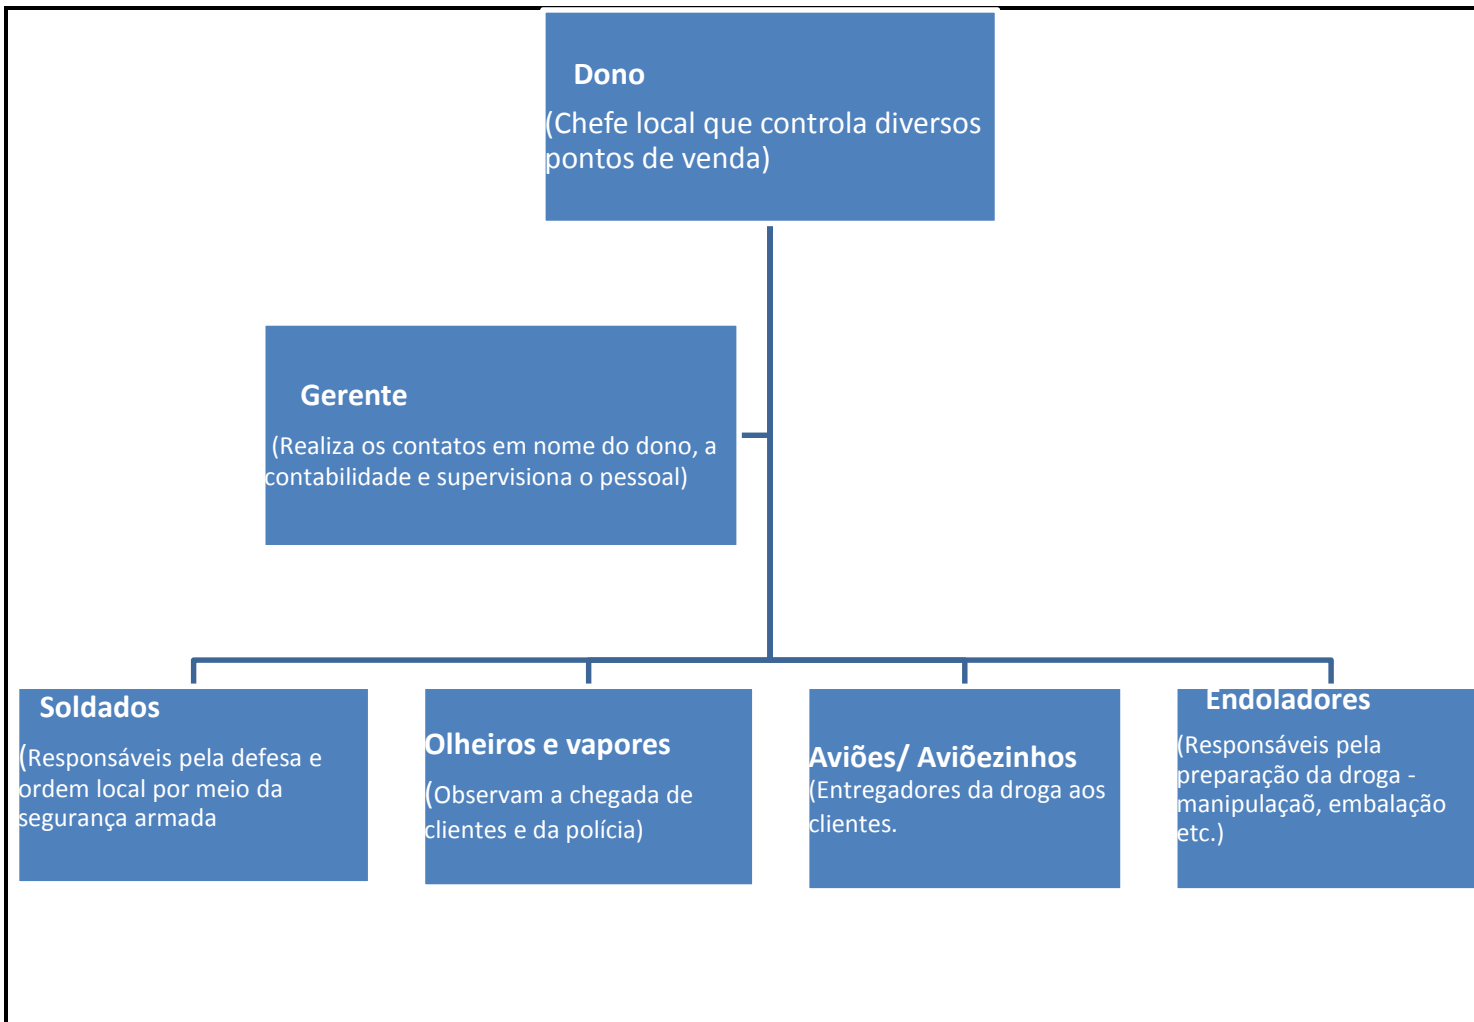 Dono
(Chefe local que controla diversos
pontos de venda)
Gerente
(Realiza os contatos em nome do dono, a
contabilidade e supervisiona o pessoal)
Soldados
(Responsáveis pela defesa e
ordem local por meio da
segurança armada
Olheiros e vapores
(Observam a chegada de
clientes e da polícia)
Aviões/ Aviõezinhos
(Entregadores da droga aos
clientes.
Endoladores
(Responsáveis pela
preparação da droga -
manipulaçaõ, embalação
etc.)